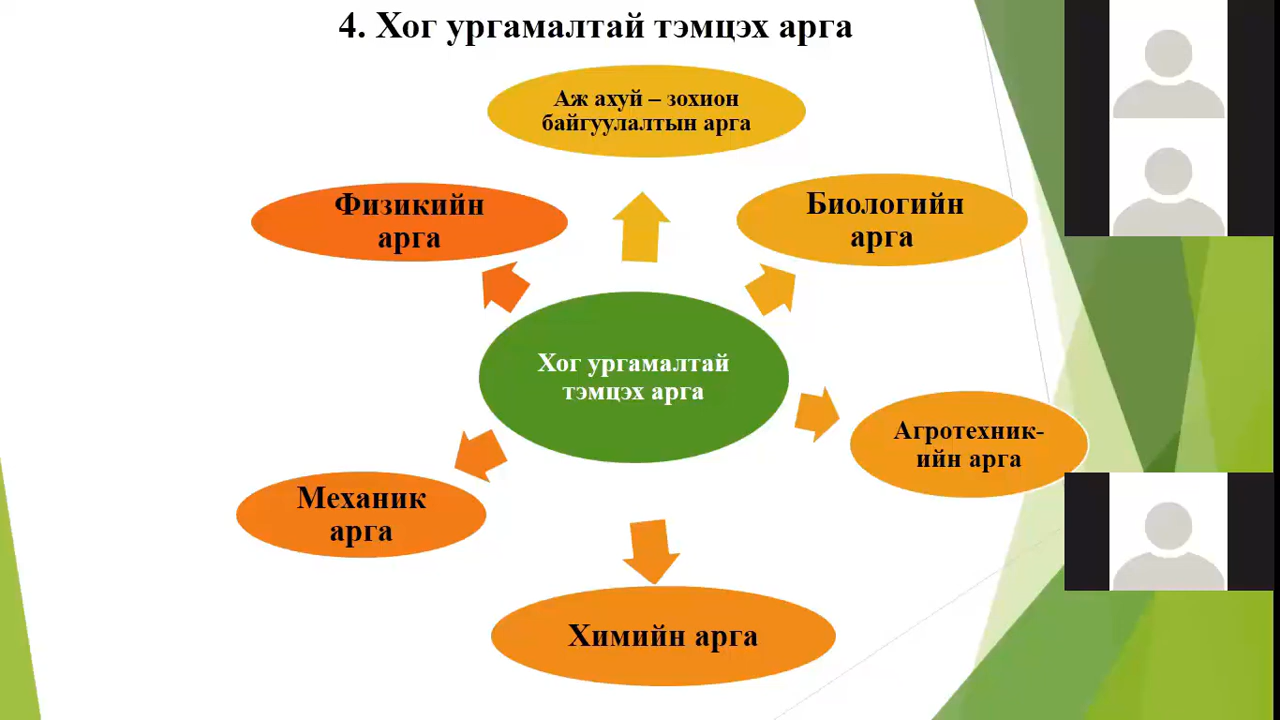 4. Хог ургамалтай тэмцэх арга
Аж ахуй – зохион
байгуулалтын арга
Физикийн
арга
Биологийн
арга
Хог ургамалтай
тэмцэх арга
Агротехник-
ийн арга
Механик
арга
Химийн арга